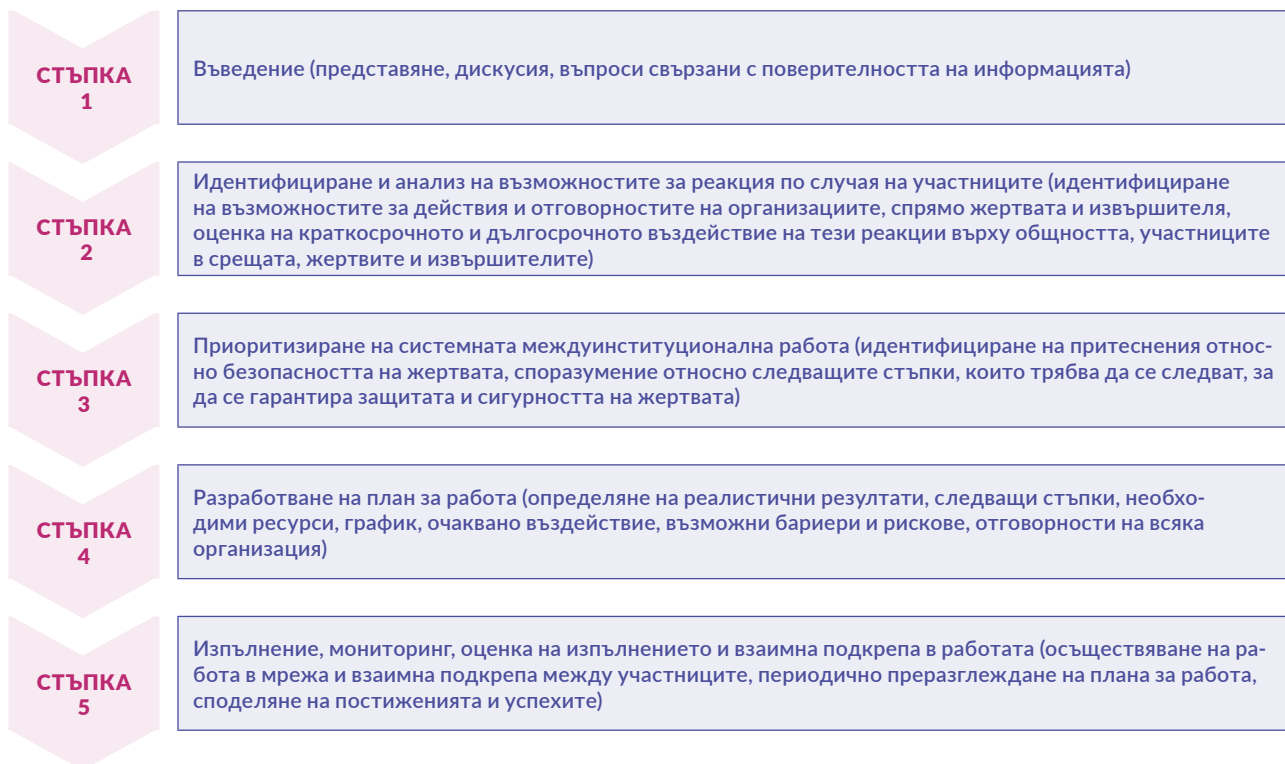 СТЪПКА
1
Въведение (представяне, дискусия, въпроси свързани с поверителността на информацията)
СТЪПКА
2
Идентифициране и анализ на възможностите за реакция по случая на участниците (идентифициране
на възможностите за действия и отговорностите на организациите, спрямо жертвата и извършителя,
оценка на краткосрочното и дългосрочното въздействие на тези реакции върху общността, участниците
в срещата, жертвите и извършителите)
СТЪПКА
3
Приоритизиране на системната междуинституционална работа (идентифициране на притеснения относ-
но безопасността на жертвата, споразумение относно следващите стъпки, които трябва да се следват, за
да се гарантира защитата и сигурността на жертвата)
СТЪПКА
4
Разработване на план за работа (определяне на реалистични резултати, следващи стъпки, необхо-
дими ресурси, график, очаквано въздействие, възможни бариери и рискове, отговорности на всяка
организация)
СТЪПКА
5
Изпълнение, мониторинг, оценка на изпълнението и взаимна подкрепа в работата (осъществяване на ра-
бота в мрежа и взаимна подкрепа между участниците, периодично преразглеждане на плана за работа,
споделяне на постиженията и успехите)